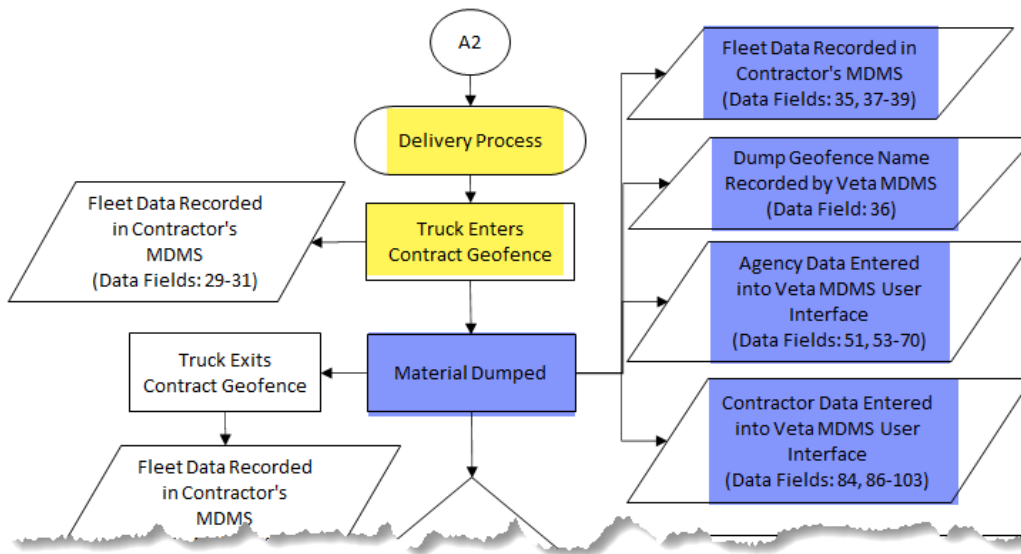 A2
Delivery Process
Truck Enters
Contract Geofence
Fleet Data Recorded
in Contractor's
MDMS
(Data Fields: 29-31)
Material Dumped
Truck Exits
Contract Geofence
Fleet Data Recorded
in Contractor's
MDMS
Fleet Data Recorded in
Contractor's MDMS
(Data Fields: 35, 37-39)
Dump Geofence Name
Recorded by Veta MDMS
(Data Field: 36)
Agency Data Entered
into Veta MDMS User
Interface
(Data Fields: 51, 53-70)
Contractor Data Entered
into Veta MDMS User
Interface
(Data Fields: 84, 86-103)